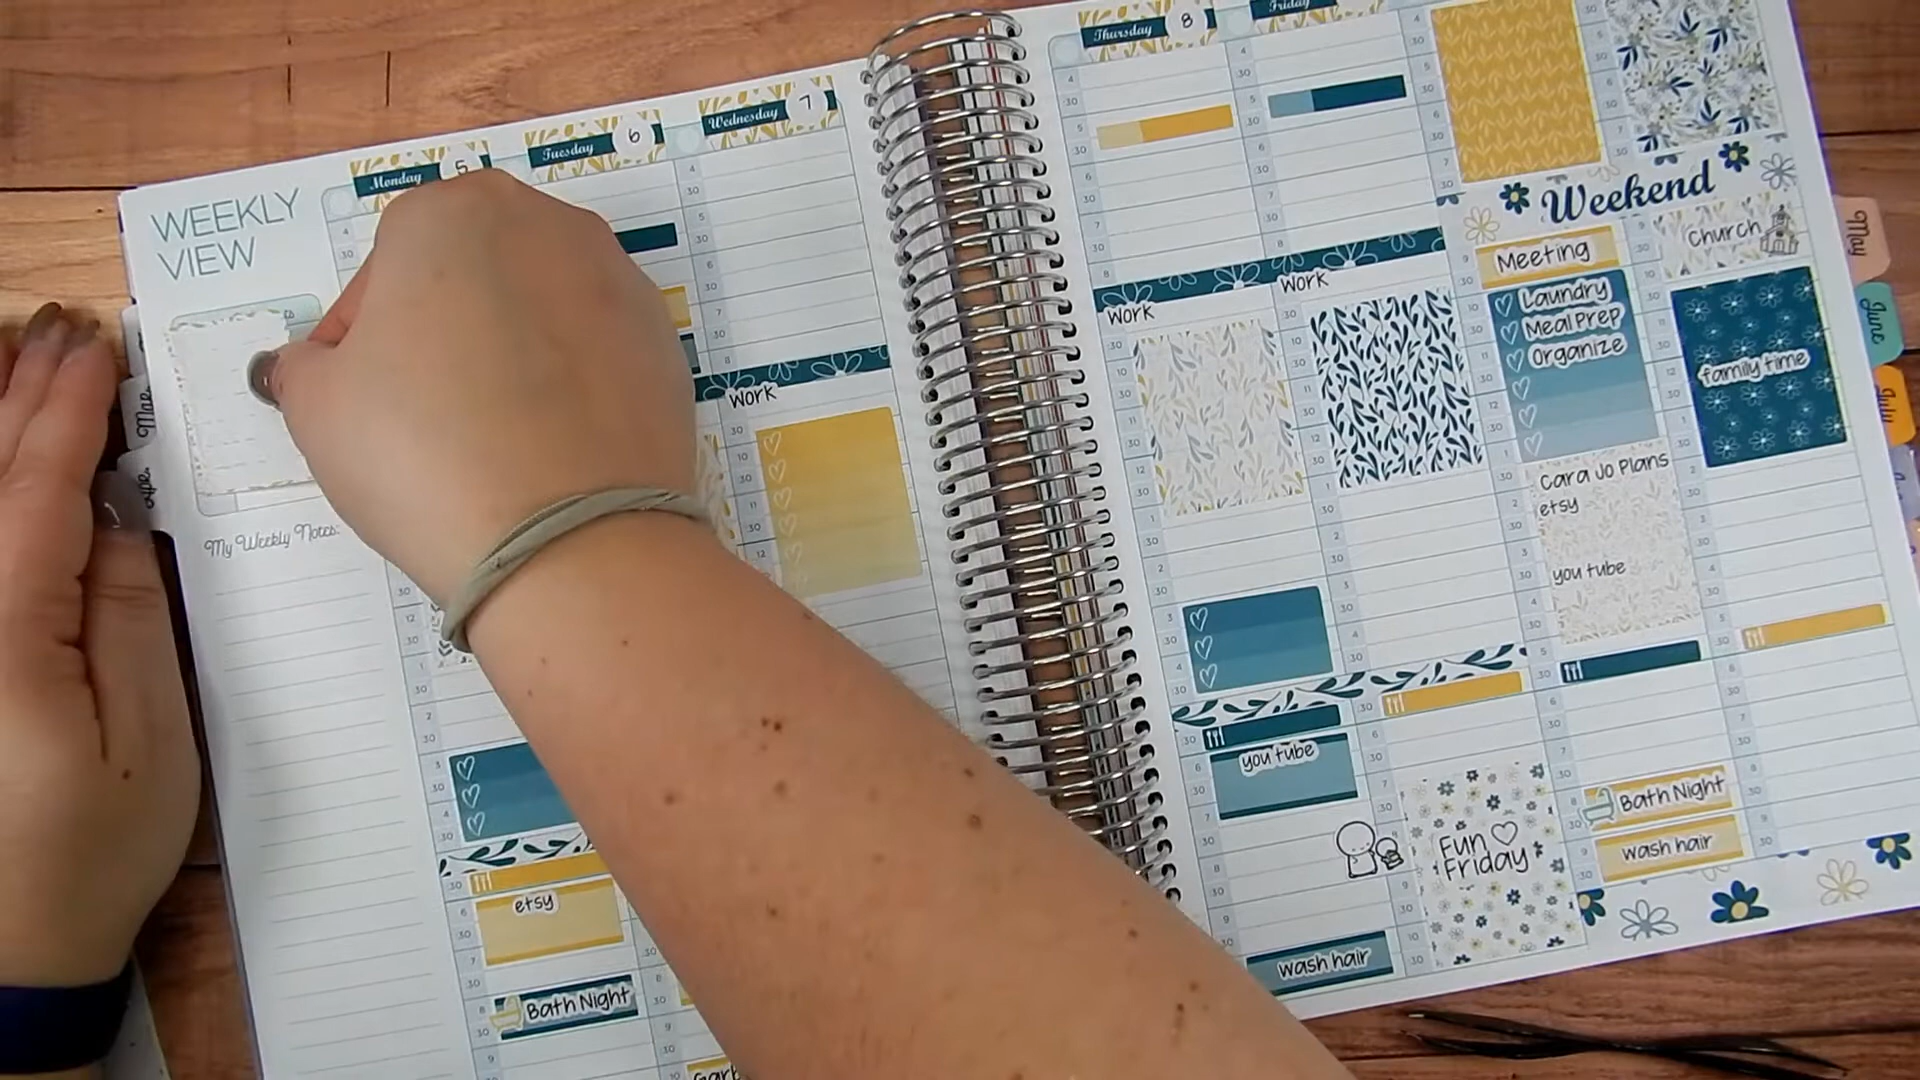 WEEKLY
VIEW
Monday
5
Tuesday
6
Wednesday
7
Thursday
8
Friday
My Weekly Notes:
Work
Work
Work
etsy
Bath Night
you tube
wash hair
Fun
Friday
Weekend
Meeting
Laundry
Meal Prep
Organize
Cara Jo Plans
etsy
you tube
Bath Night
wash hair
Church
family time
May
June
July